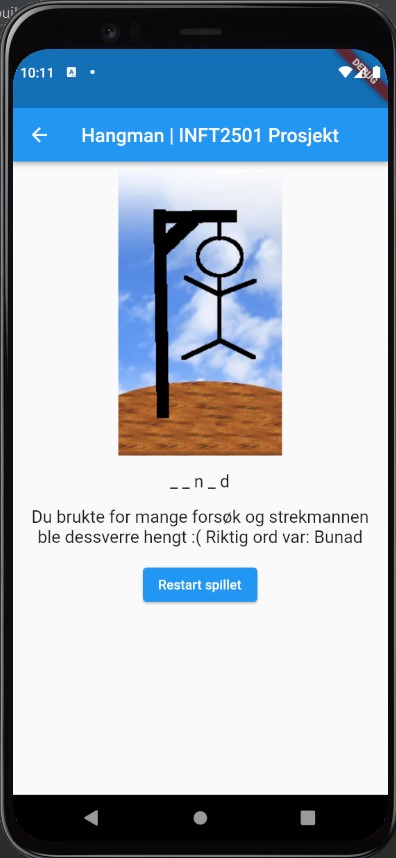 10:11
DEBUG
Hangman | INFT2501 Prosjekt
_ _ n _ d
Du brukte for mange forsøk og strekmannen
ble dessverre hengt :( Riktig ord var: Bunad
Restart spillet